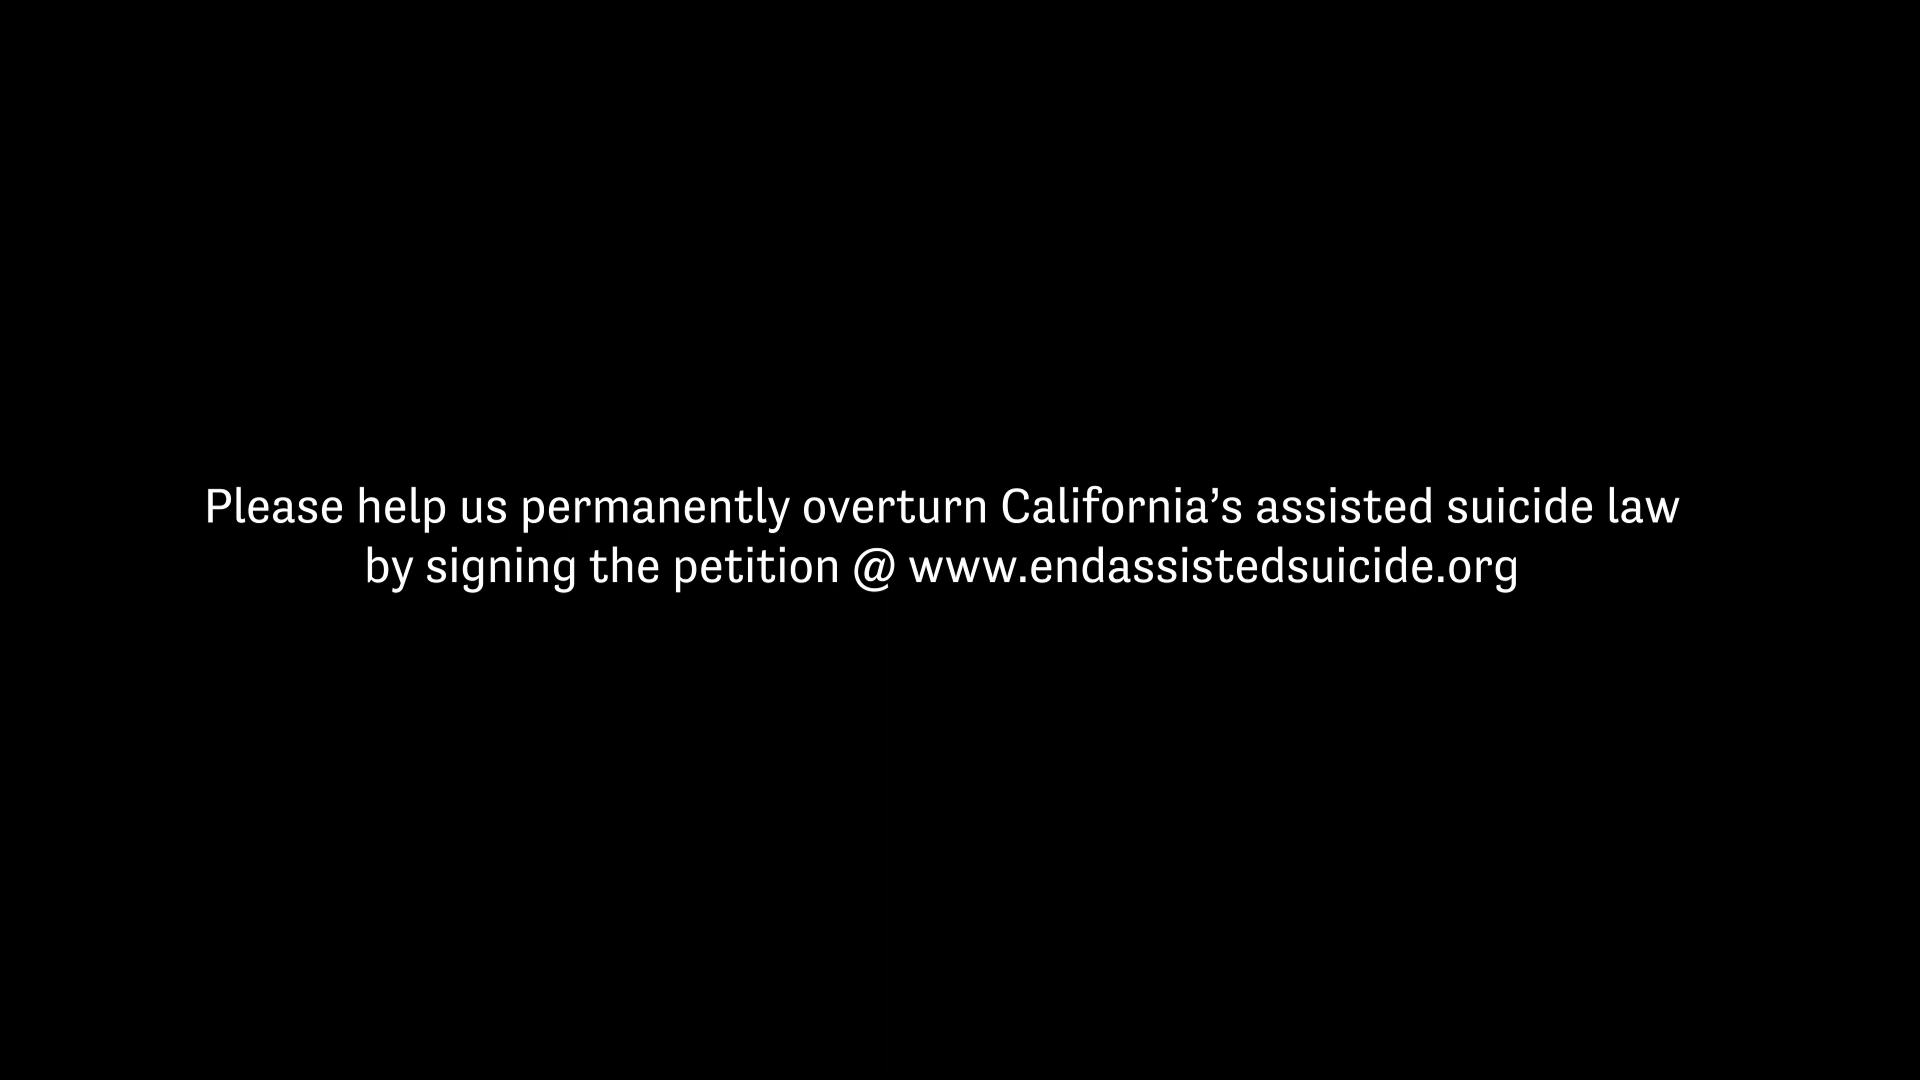 Please help us permanently overturn California’s assisted suicide law
by signing the petition @ www.endassistedsuicide.org